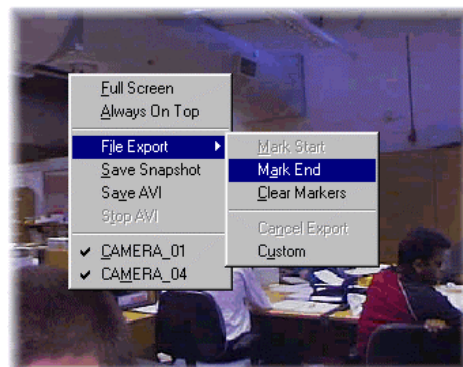 Full Screen
Always On Top
File Export
Save Snapshot
Save AVI
Stop AVI
CAMERA_01
CAMERA_04
Mark Start
Mark End
Clear Markers
Cancel Export
Custom